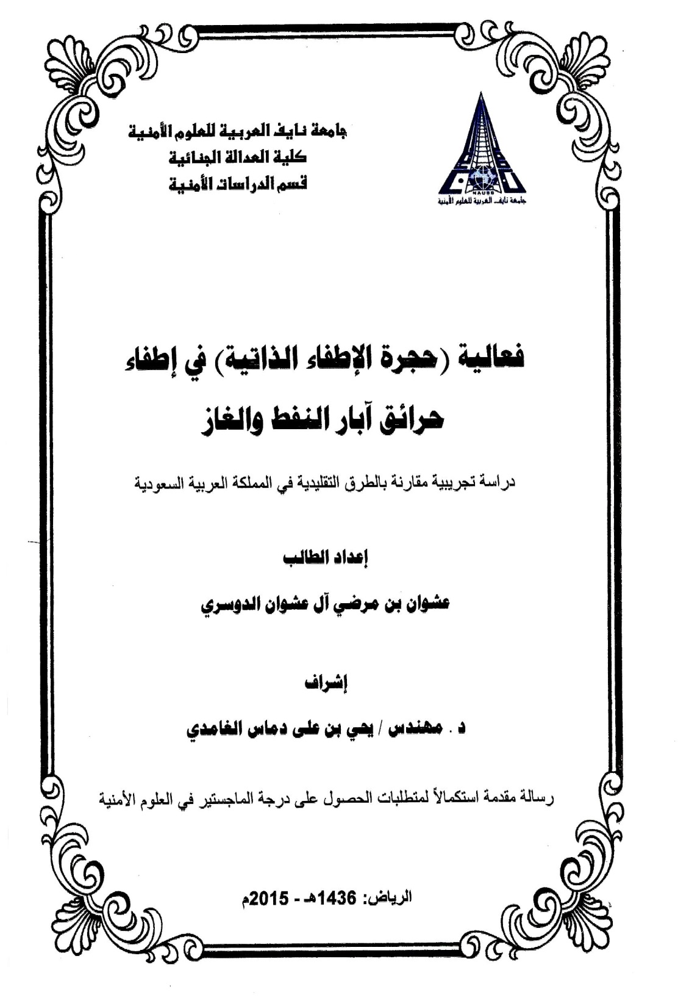 جامعة نايف العربية للعلوم الأمنية
كلية العدالة الجنائية
قسم الدراسات الأمنية
NAUSS
جامعة نايف العربية للعلوم الأمنية
فعالية (حجرة الإطفاء الذاتية) في إطفاء
حرائق آبار النفط والغاز
دراسة تجريبية مقارنة بالطرق التقليدية في المملكة العربية السعودية
إعداد الطالب
عشوان بن مرضي آل عشوان الدوسري
إشراف
د . مهندس / يحي بن على دماس الغامدي
رسالة مقدمة استكمالاً لمتطلبات الحصول على درجة الماجستير في العلوم الأمنية
الرياض: 1436هـ - 2015م